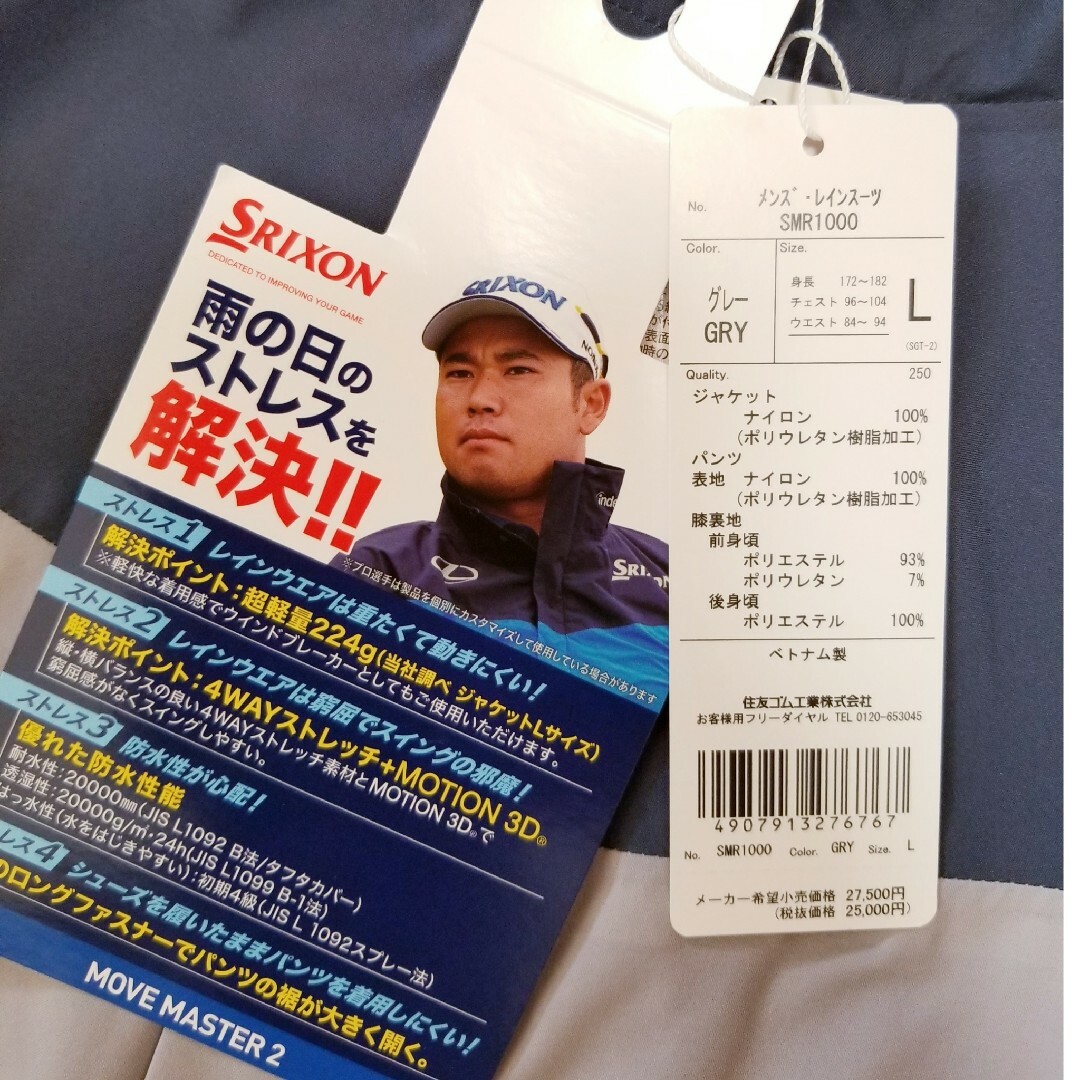 SRIXON
DEDICATED TO IMPROVING YOUR GAME
雨の日の
ストレスを
解決!!
SRIXON
SRIXON
※プロ選手は製品を個別にカスタマイズして使用している場合があります
ストレス1 レインウエアは重たくて動きにくい！
解決ポイント：超軽量224g(当社調べ ジャケットLサイズ)
※軽快な着用感でウインドブレーカーとしてもご使用いただけます。
ストレス2 レインウエアは窮屈でスイングの邪魔！
解決ポイント：4WAYストレッチ+MOTION 3D®
縦・横バランスの良い4WAYストレッチ素材とMOTION 3D®で
窮屈感がなくスイングしやすい。
ストレス3 防水性が心配！
優れた防水性能
耐水性：20000mm(JIS L1092 B法/タフタカバー)
透湿性：20000g/m²・24h(JIS L1099 B-1法)
はっ水性(水をはじきやすい)：初期4級(JIS L 1092スプレー法)
レス4 シューズを履いたままパンツを着用しにくい！
のロングファスナーでパンツの裾が大きく開く。
MOVE MASTER 2
No. メンズ・レインスーツ
SMR1000
Color. Size.
グレー
GRY
身長 172〜182
チェスト 96〜104
ウエスト 84〜 94
L
(SGT-2)
Quality. 250
ジャケット
ナイロン 100%
(ポリウレタン樹脂加工)
パンツ
表地 ナイロン 100%
(ポリウレタン樹脂加工)
膝裏地
前身頃
ポリエステル 93%
ポリウレタン 7%
後身頃
ポリエステル 100%
ベトナム製
住友ゴム工業株式会社
お客様用フリーダイヤル TEL 0120-653045
4907913276767
No. SMR1000 Color. GRY Size. L
メーカー希望小売価格 27,500円
(税抜価格 25,000円)